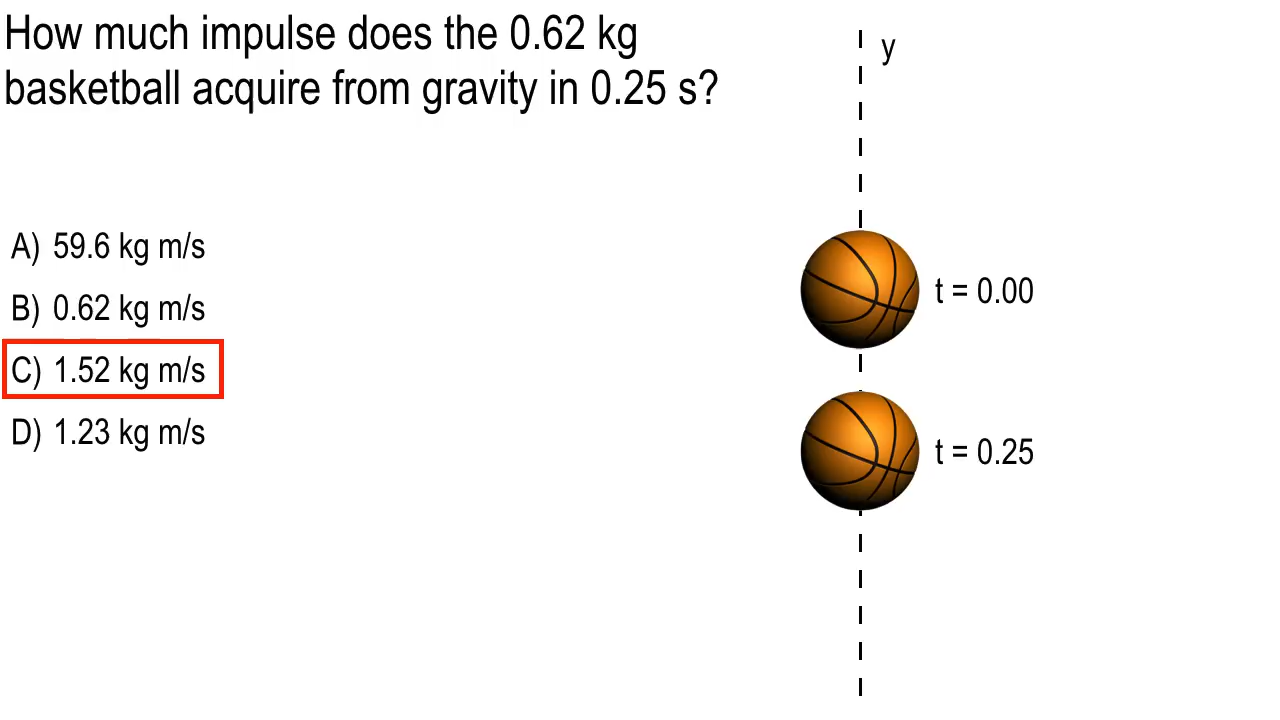 How much impulse does the 0.62 kg
basketball acquire from gravity in 0.25 s?
A) 59.6 kg m/s
B) 0.62 kg m/s
C) 1.52 kg m/s
D) 1.23 kg m/s
y
t = 0.00
t = 0.25